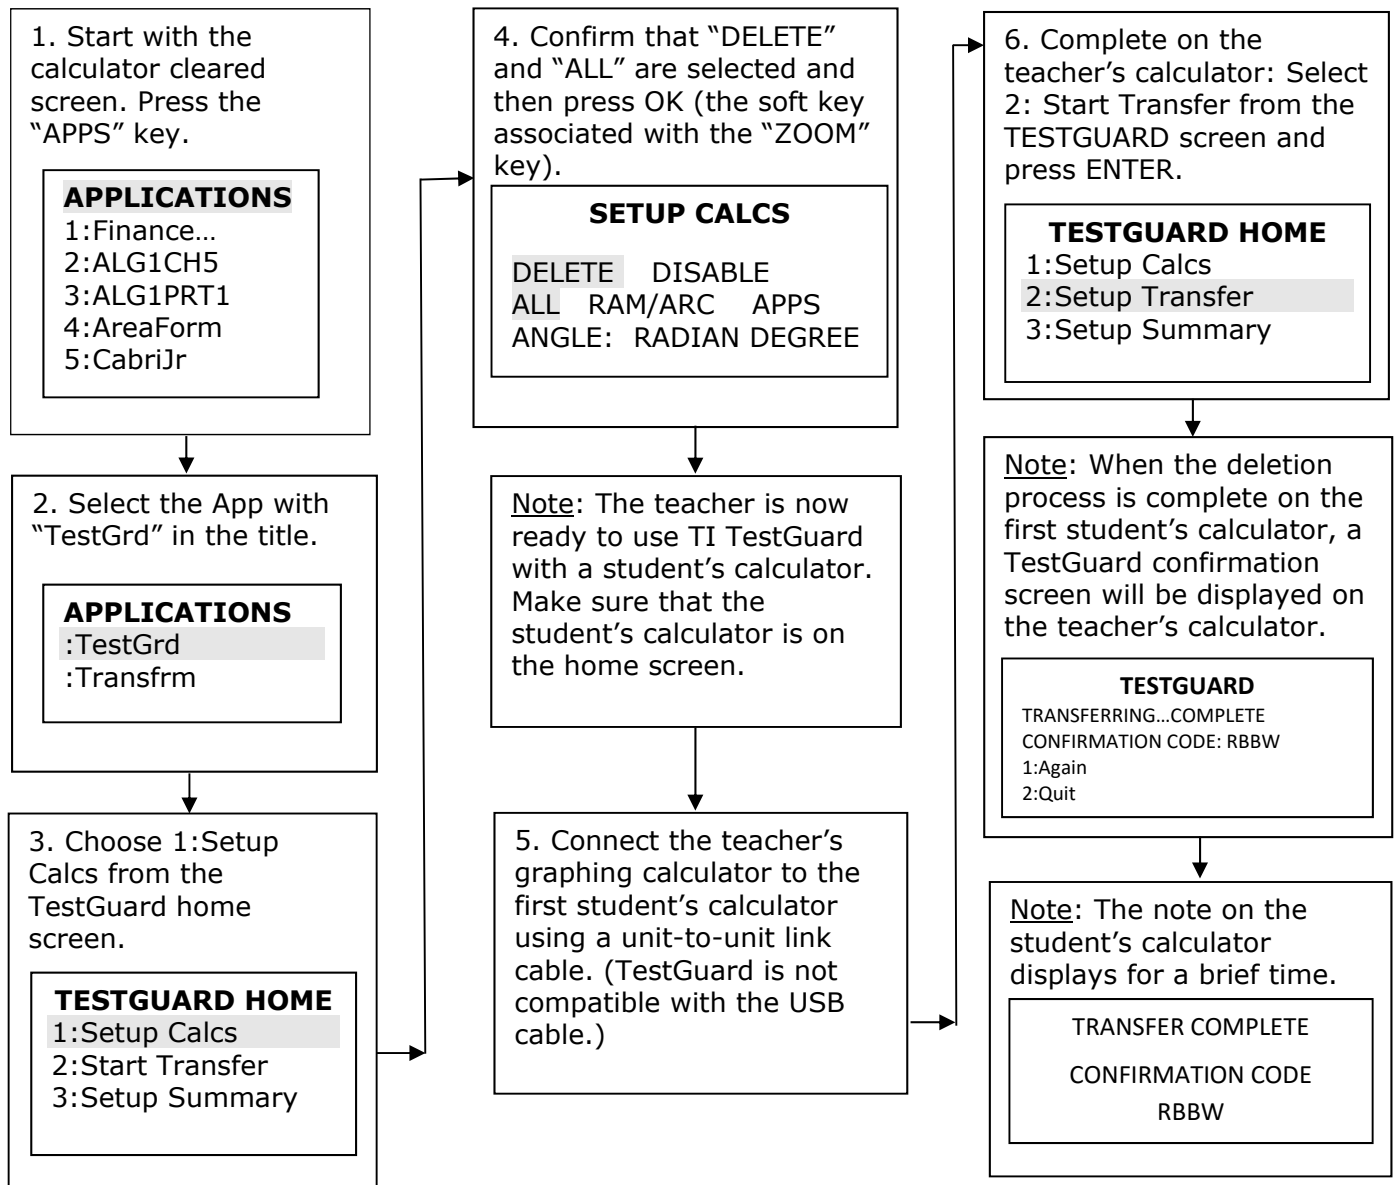 1. Start with the
calculator cleared
screen. Press the
“APPS” key.
APPLICATIONS
1:Finance…
2:ALG1CH5
3:ALG1PRT1
4:AreaForm
5:CabriJr
2. Select the App with
“TestGrd” in the title.
APPLICATIONS
:TestGrd
:Transfrm
3. Choose 1:Setup
Calcs from the
TestGuard home
screen.
TESTGUARD HOME
1:Setup Calcs
2:Start Transfer
3:Setup Summary
4. Confirm that “DELETE”
and “ALL” are selected and
then press OK (the soft key
associated with the “ZOOM”
key).
SETUP CALCS
DELETE DISABLE
ALL RAM/ARC APPS
ANGLE: RADIAN DEGREE
Note: The teacher is now
ready to use TI TestGuard
with a student’s calculator.
Make sure that the
student’s calculator is on
the home screen.
5. Connect the teacher’s
graphing calculator to the
first student’s calculator
using a unit-to-unit link
cable. (TestGuard is not
compatible with the USB
cable.)
6. Complete on the
teacher’s calculator: Select
2: Start Transfer from the
TESTGUARD screen and
press ENTER.
TESTGUARD HOME
1:Setup Calcs
2:Setup Transfer
3:Setup Summary
Note: When the deletion
process is complete on the
first student’s calculator, a
TestGuard confirmation
screen will be displayed on
the teacher’s calculator.
TESTGUARD
TRANSFERRING…COMPLETE
CONFIRMATION CODE: RBBW
1:Again
2:Quit
Note: The note on the
student’s calculator
displays for a brief time.
TRANSFER COMPLETE
CONFIRMATION CODE
RBBW